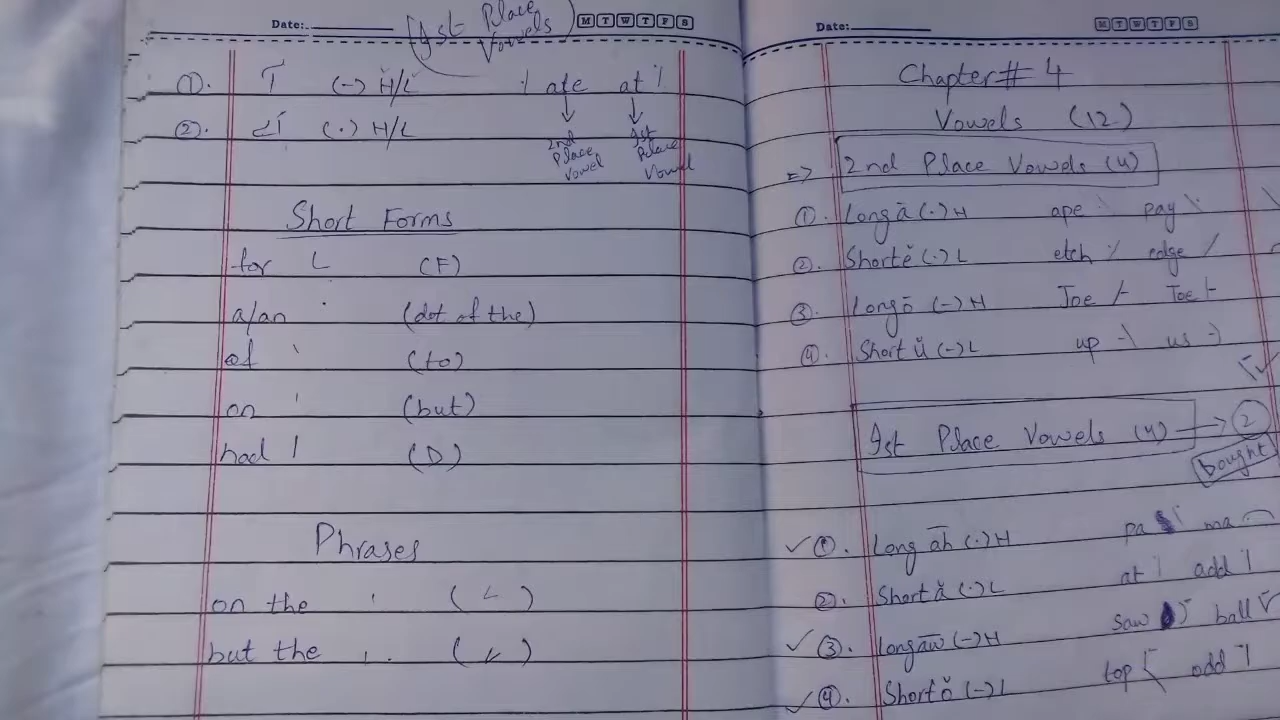 Date:
1st Place Vowels
M T W T F S
①. (-) H/L ate at
②. (.) H/L 2nd Place Vowel 1st Place Vowel
Short Forms
for (F)
a/an (dot of the)
of (to)
on (but)
had (D)
Phrases
on the
but the
Date:
M T W T F S
Chapter # 4
Vowels (12)
=> 2nd Place Vowels (4)
①. Long ā (.) H ape pay
②. Short ĕ (.) L etch edge
③. Long ō (-) H Joe Toe
④. Short ŭ (-) L up us
1st Place Vowels (4) → ②
bought
✓ ①. Long ah (.) H pa ma
②. Short ă (.) L at add
✓ ③. Long aw (-) H saw ball
✓ ④. Short ŏ (-) L top odd